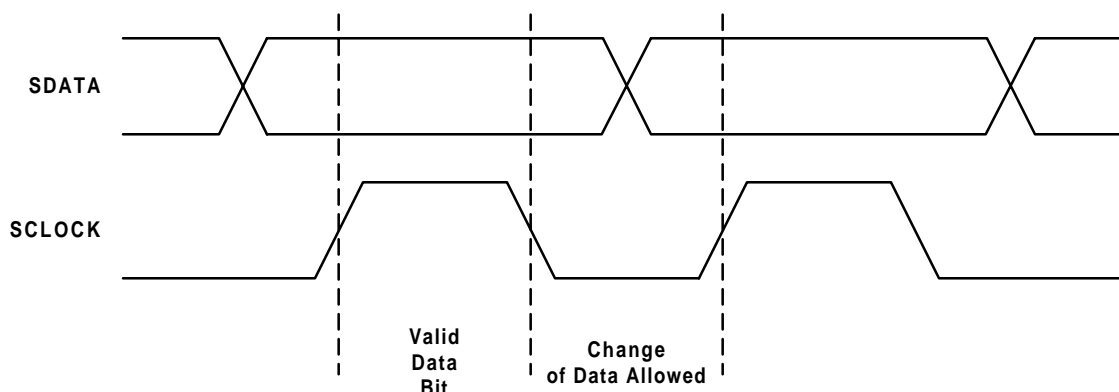 SDATA
SCLOCK
Valid
Data
Bit
Change
of Data Allowed